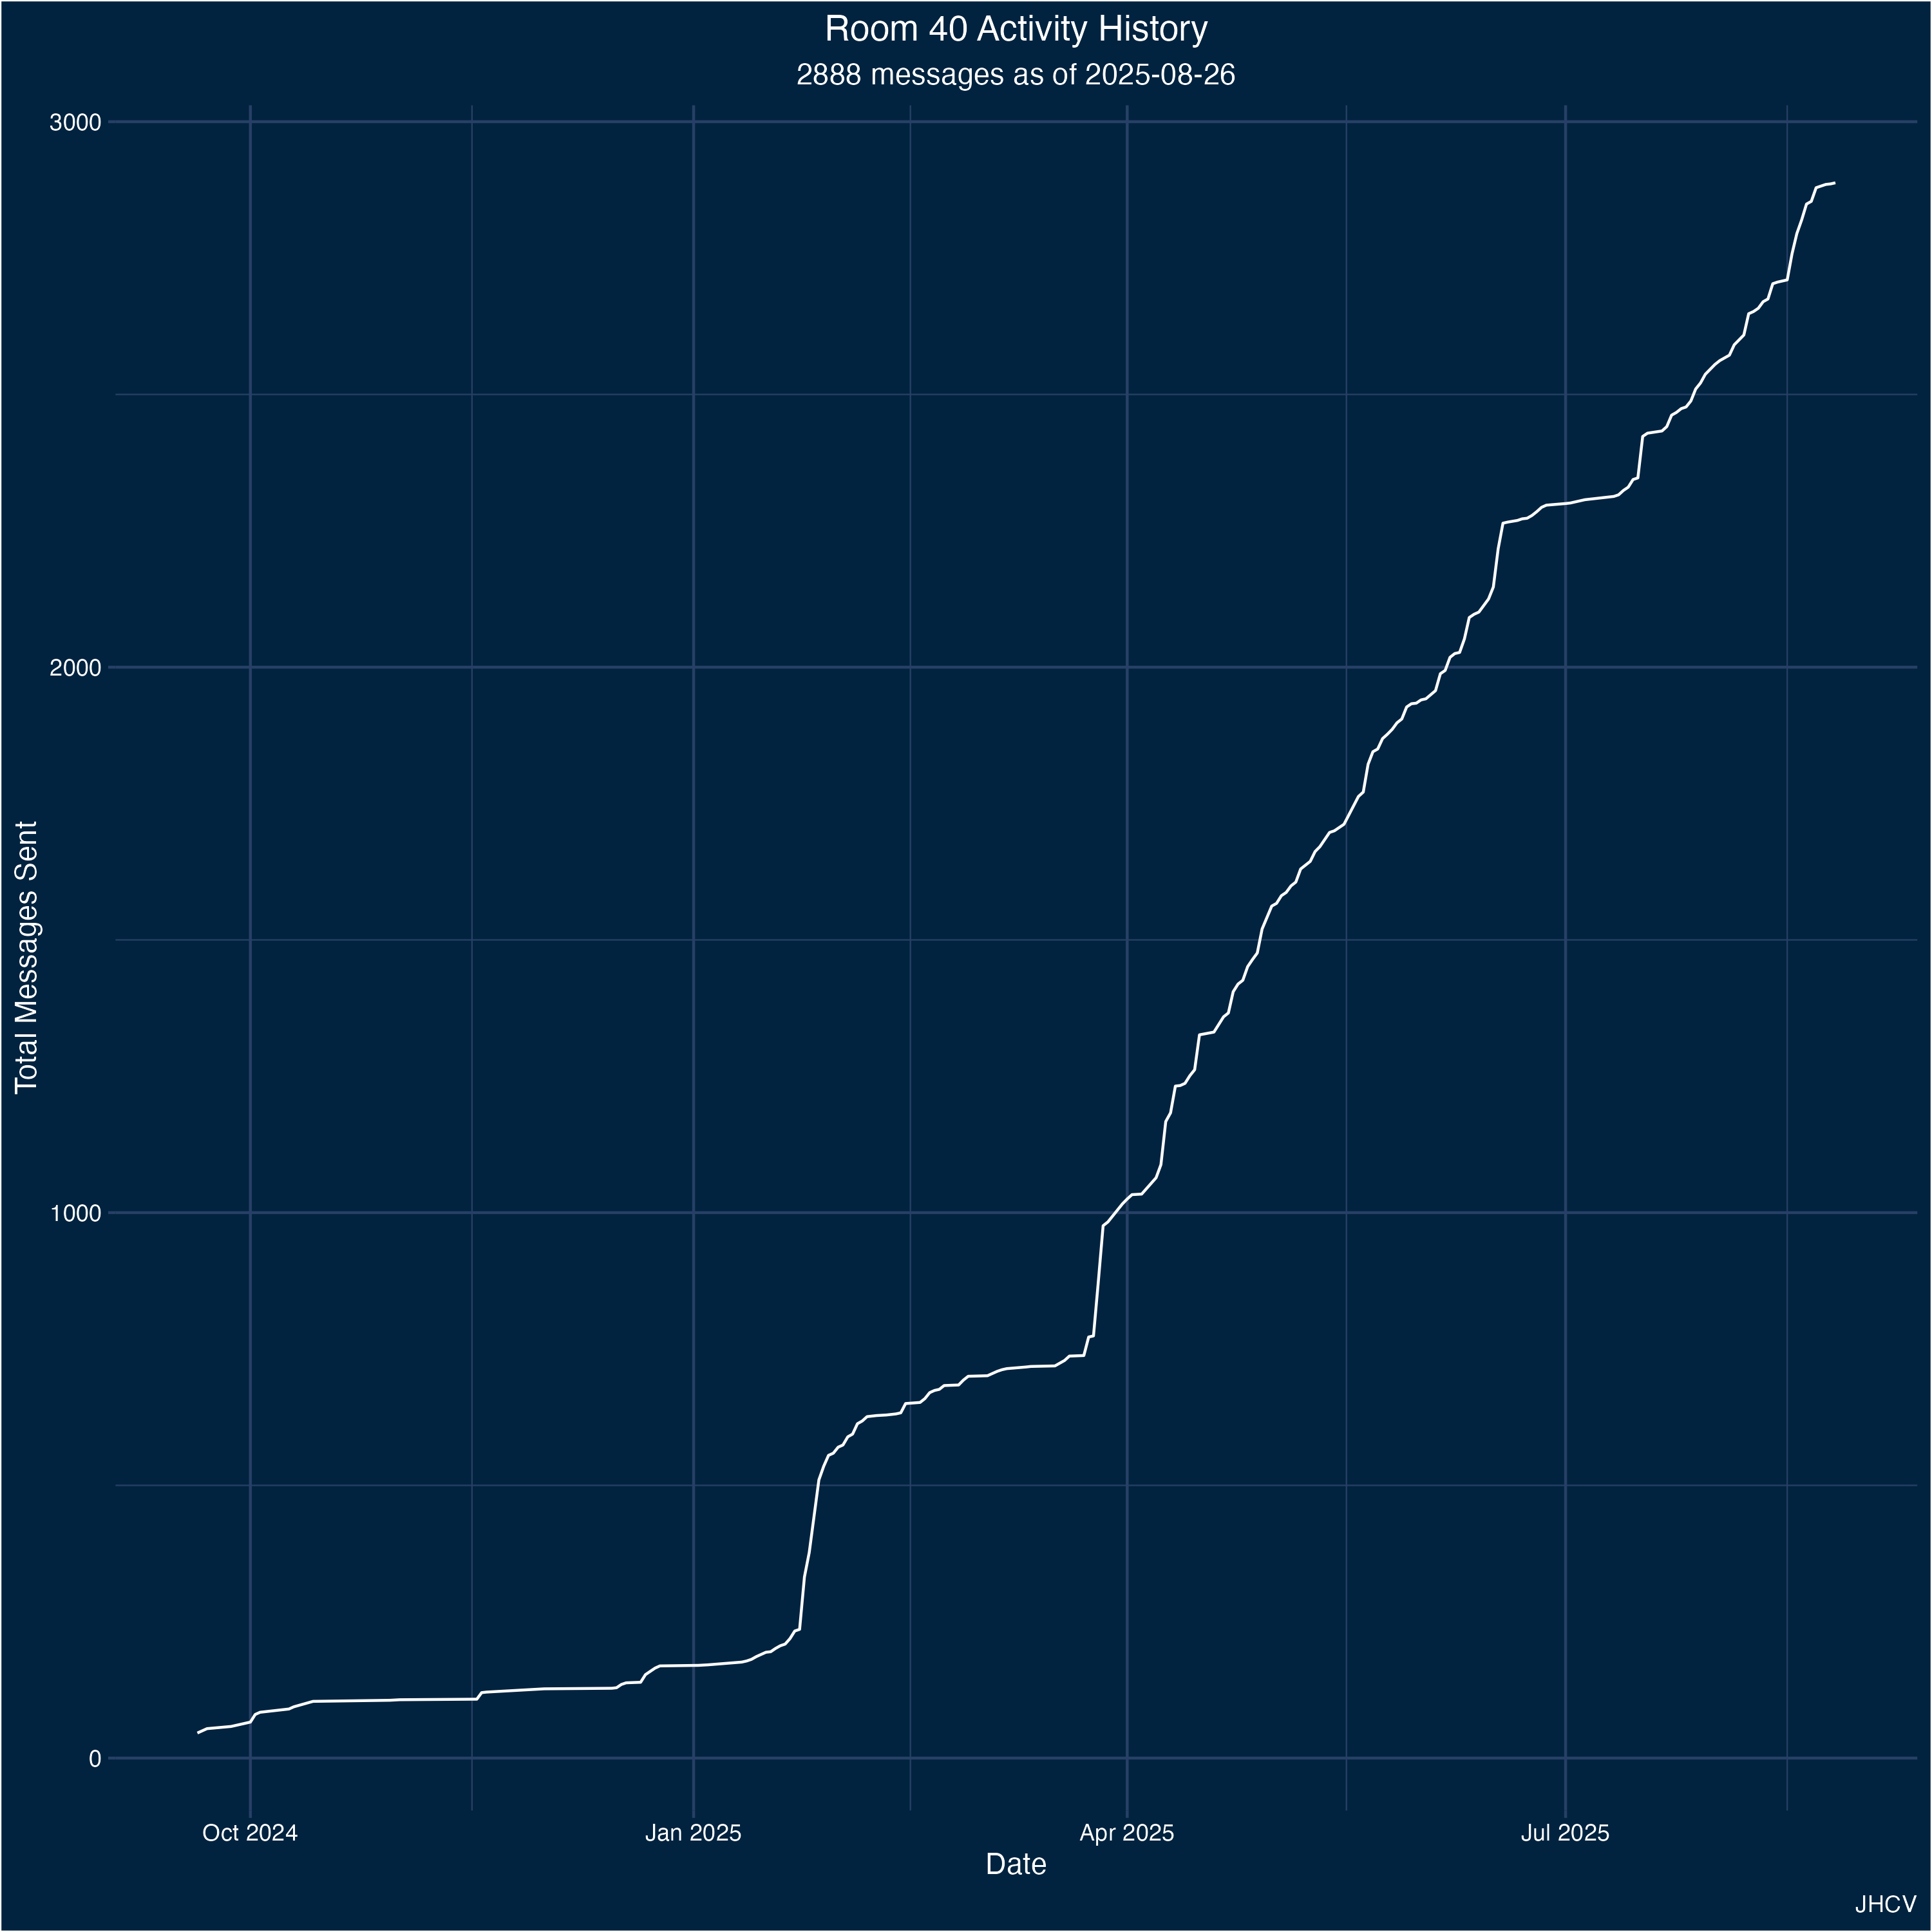 Room 40 Activity History
2888 messages as of 2025-08-26
Total Messages Sent
3000
2000
1000
0
Oct 2024
Jan 2025
Apr 2025
Jul 2025
Date
JHCV